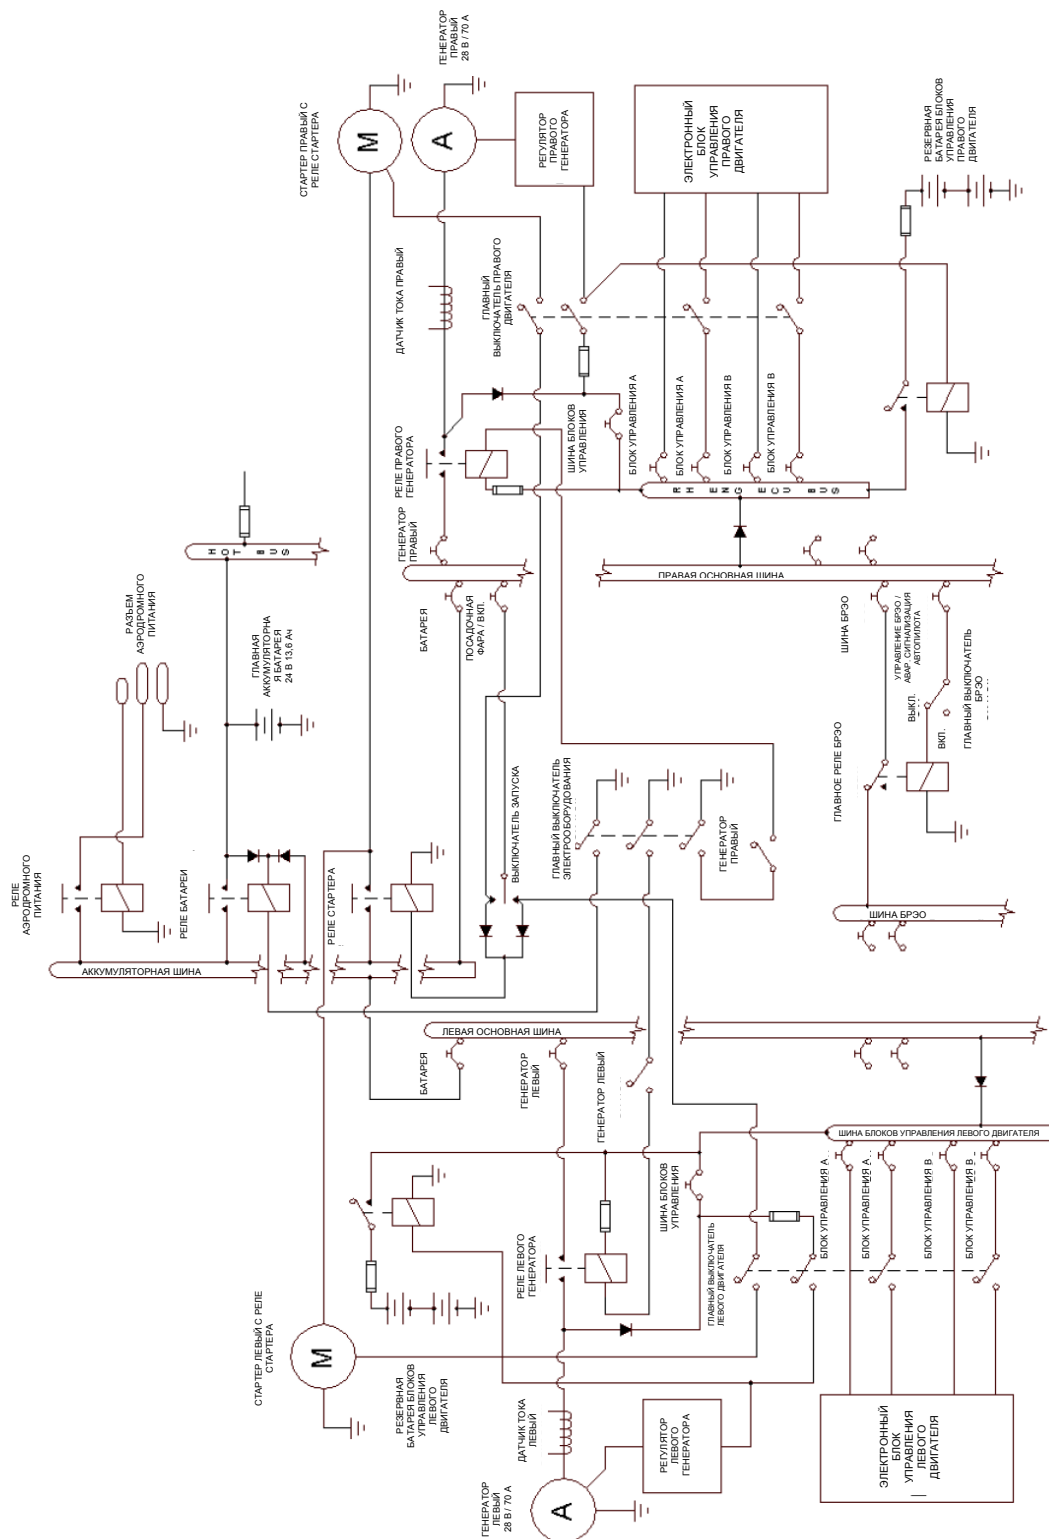 ГЕНЕРАТОР
ПРАВЫЙ
28 В / 70 А
СТАРТЕР ПРАВЫЙ С
РЕЛЕ СТАРТЕРА
M
A
РЕГУЛЯТОР
ПРАВОГО
ГЕНЕРАТОРА
ЭЛЕКТРОННЫЙ
БЛОК
УПРАВЛЕНИЯ
ПРАВОГО
ДВИГАТЕЛЯ
РЕЗЕРВНАЯ
БАТАРЕЯ БЛОКОВ
УПРАВЛЕНИЯ
ПРАВОГО
ДВИГАТЕЛЯ
ДАТЧИК ТОКА ПРАВЫЙ
ГЛАВНЫЙ
ВЫКЛЮЧАТЕЛЬ ПРАВОГО
ДВИГАТЕЛЯ
РЕЛЕ ПРАВОГО
ГЕНЕРАТОРА
ШИНА БЛОКОВ
УПРАВЛЕНИЯ
БЛОК УПРАВЛЕНИЯ А
БЛОК УПРАВЛЕНИЯ А
БЛОК УПРАВЛЕНИЯ В
БЛОК УПРАВЛЕНИЯ В
RH ENG ECU BUS
HOT BUS
ГЕНЕРАТОР
ПРАВЫЙ
ПРАВАЯ ОСНОВНАЯ ШИНА
РАЗЪЕМ
АЭРОДРОМНОГО
ПИТАНИЯ
ГЛАВНАЯ
АККУМУЛЯТОРНА
Я БАТАРЕЯ
24 В 13,6 Ач
БАТАРЕЯ
ПОСАДОЧНАЯ
ФАРА / ВКЛ.
ШИНА БРЭО
УПРАВЛЕНИЕ БРЭО /
АВАР. СИГНАЛИЗАЦИЯ
АВТОПИЛОТА
ВЫКЛ.
ВКЛ.
ГЛАВНЫЙ ВЫКЛЮЧАТЕЛЬ
БРЭО
ГЛАВНОЕ РЕЛЕ БРЭО
РЕЛЕ
АЭРОДРОМНОГО
ПИТАНИЯ
РЕЛЕ БАТАРЕИ
РЕЛЕ СТАРТЕРА
ВЫКЛЮЧАТЕЛЬ ЗАПУСКА
ГЛАВНЫЙ ВЫКЛЮЧАТЕЛЬ
ЭЛЕКТРООБОРУДОВАНИЯ
ГЕНЕРАТОР
ПРАВЫЙ
ШИНА БРЭО
АККУМУЛЯТОРНАЯ ШИНА
ЛЕВАЯ ОСНОВНАЯ ШИНА
БАТАРЕЯ
ГЕНЕРАТОР
ЛЕВЫЙ
ГЕНЕРАТОР ЛЕВЫЙ
ШИНА БЛОКОВ УПРАВЛЕНИЯ ЛЕВОГО ДВИГАТЕЛЯ
ШИНА БЛОКОВ
УПРАВЛЕНИЯ
БЛОК УПРАВЛЕНИЯ А
БЛОК УПРАВЛЕНИЯ А
БЛОК УПРАВЛЕНИЯ В
БЛОК УПРАВЛЕНИЯ В
РЕЛЕ ЛЕВОГО
ГЕНЕРАТОРА
ГЛАВНЫЙ ВЫКЛЮЧАТЕЛЬ
ЛЕВОГО ДВИГАТЕЛЯ
СТАРТЕР ЛЕВЫЙ С РЕЛЕ
СТАРТЕРА
M
РЕЗЕРВНАЯ
БАТАРЕЯ БЛОКОВ
УПРАВЛЕНИЯ
ЛЕВОГО
ДВИГАТЕЛЯ
ДАТЧИК ТОКА
ЛЕВЫЙ
РЕГУЛЯТОР
ЛЕВОГО
ГЕНЕРАТОРА
ЭЛЕКТРОННЫЙ
БЛОК
УПРАВЛЕНИЯ
ЛЕВОГО
ДВИГАТЕЛЯ
ГЕНЕРАТОР
ЛЕВЫЙ
28 В / 70 А
A